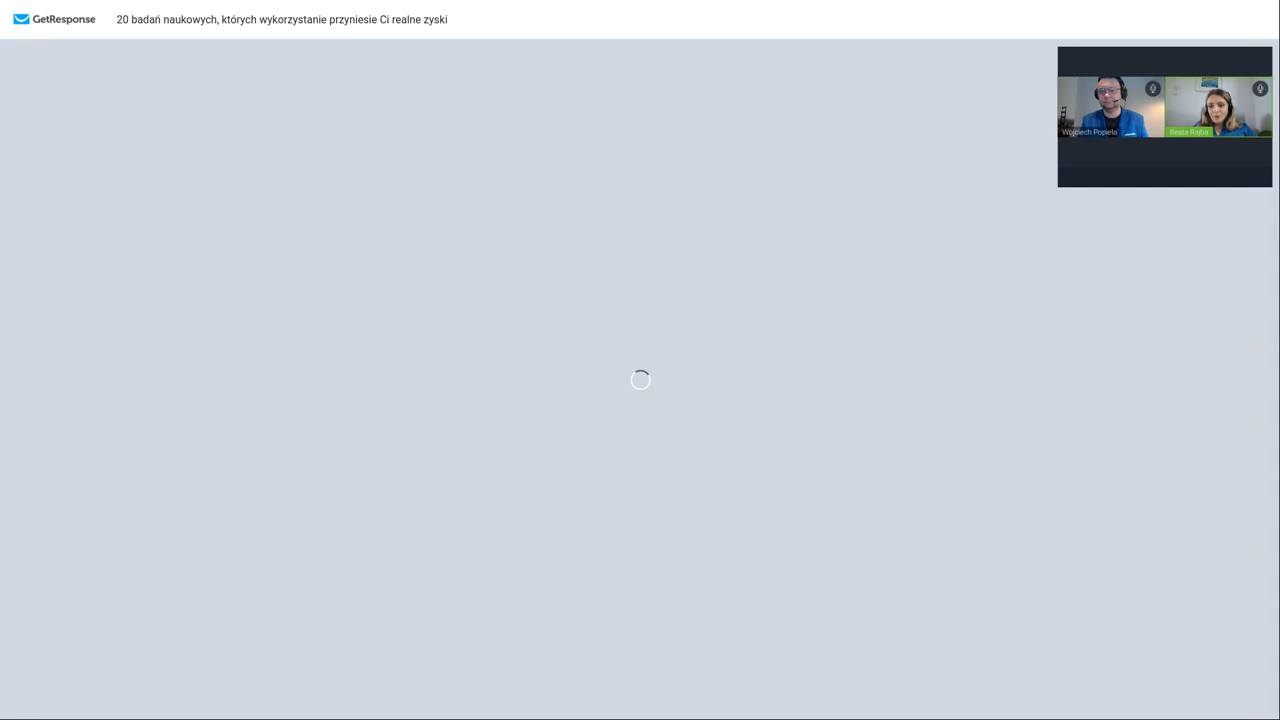 GetResponse
20 badań naukowych, których wykorzystanie przyniesie Ci realne zyski
Wojciech Popiela
Beata Rajba